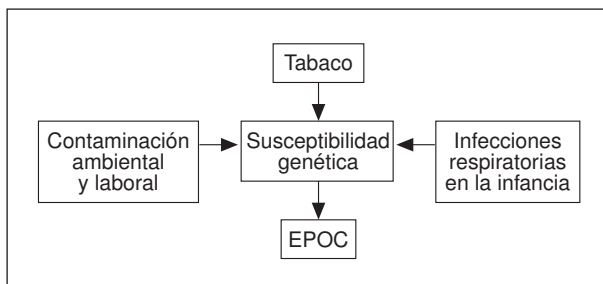 Tabaco
Contaminación
ambiental
y laboral
Susceptibilidad
genética
Infecciones
respiratorias
en la infancia
EPOC